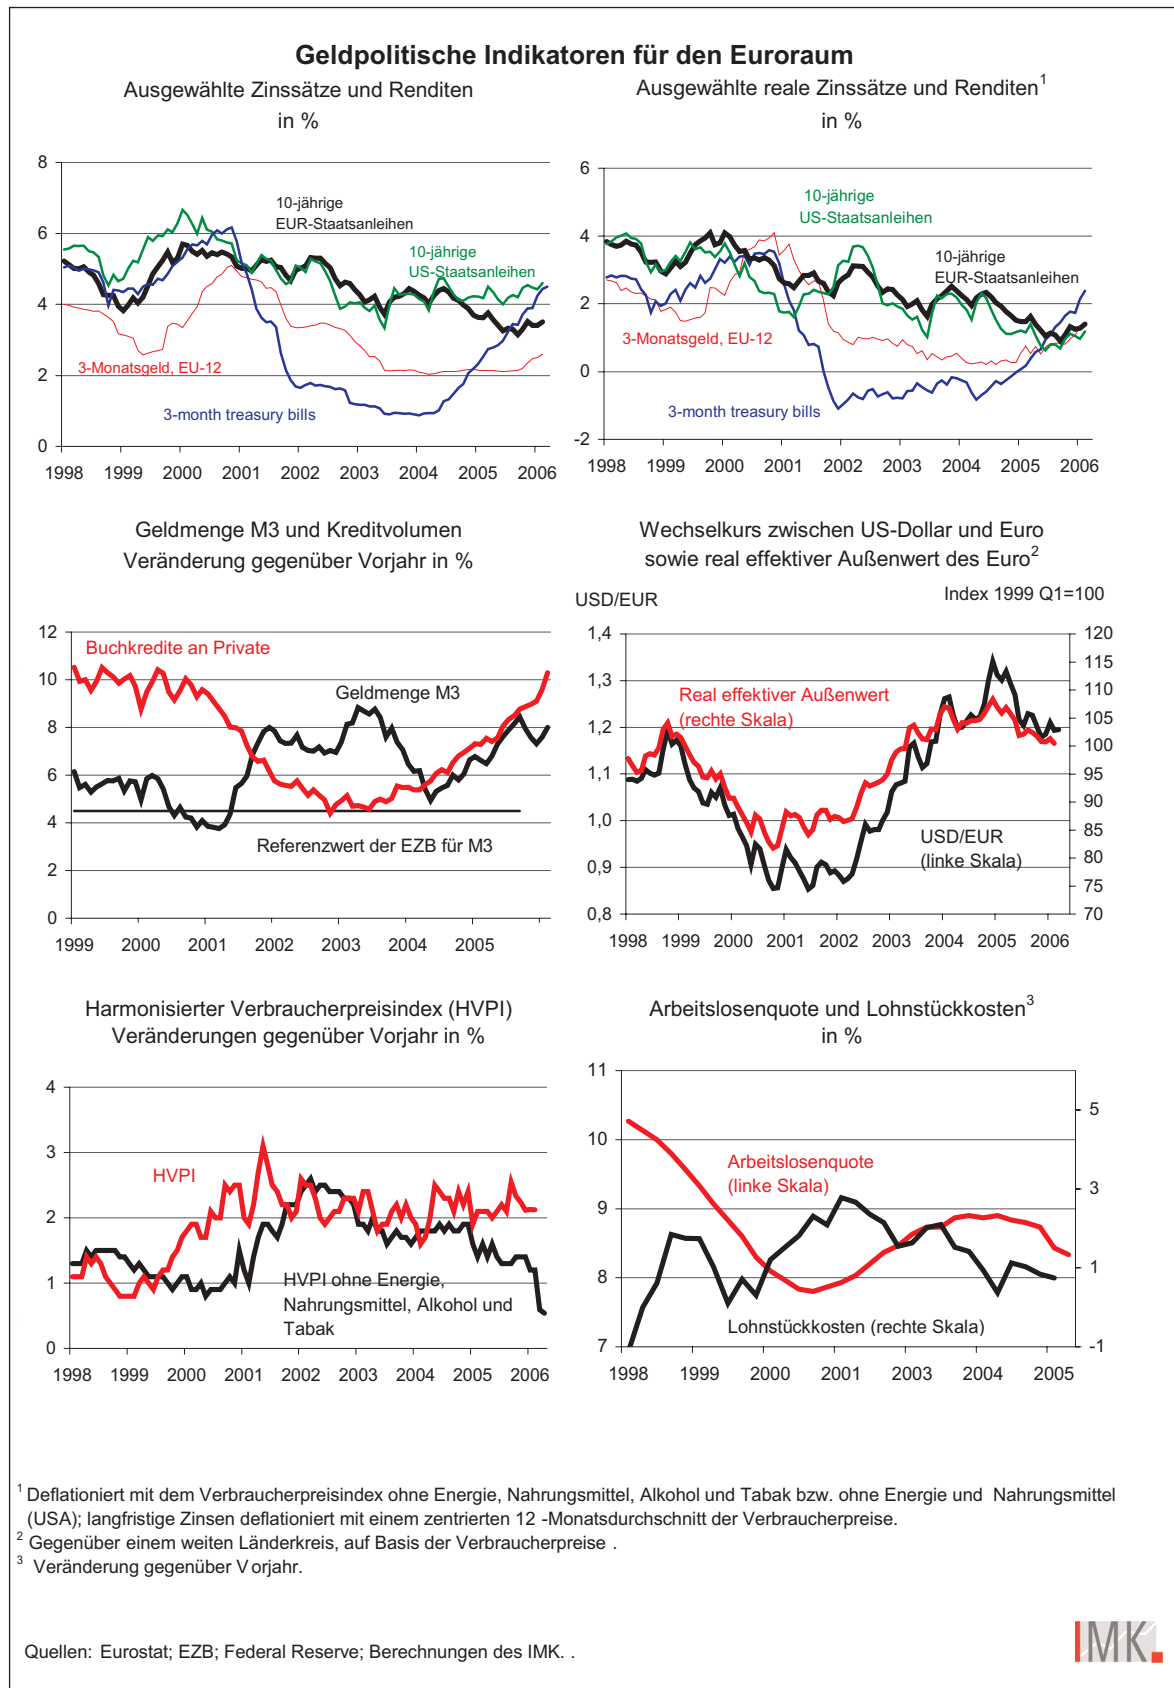 Geldpolitische Indikatoren für den Euroraum
Ausgewählte Zinssätze und Renditen
in %
8
6
4
2
0
10-jährige
EUR-Staatsanleihen
10-jährige
US-Staatsanleihen
3-Monatsgeld, EU-12
3-month treasury bills
1998 1999 2000 2001 2002 2003 2004 2005 2006
Ausgewählte reale Zinssätze und Renditen1
in %
6
4
2
0
-2
10-jährige
US-Staatsanleihen
10-jährige
EUR-Staatsanleihen
3-Monatsgeld, EU-12
3-month treasury bills
1998 1999 2000 2001 2002 2003 2004 2005 2006
Geldmenge M3 und Kreditvolumen
Veränderung gegenüber Vorjahr in %
12
10
8
6
4
2
0
Buchkredite an Private
Geldmenge M3
Referenzwert der EZB für M3
1999 2000 2001 2002 2003 2004 2005
Wechselkurs zwischen US-Dollar und Euro
sowie real effektiver Außenwert des Euro2
USD/EUR
Index 1999 Q1=100
1,4
1,3
1,2
1,1
1,0
0,9
0,8
120
115
110
105
100
95
90
85
80
75
70
Real effektiver Außenwert
(rechte Skala)
USD/EUR
(linke Skala)
1998 1999 2000 2001 2002 2003 2004 2005 2006
Harmonisierter Verbraucherpreisindex (HVPI)
Veränderungen gegenüber Vorjahr in %
4
3
2
1
0
HVPI
HVPI ohne Energie,
Nahrungsmittel, Alkohol und
Tabak
1998 1999 2000 2001 2002 2003 2004 2005 2006
Arbeitslosenquote und Lohnstückkosten3
in %
11
10
9
8
7
5
3
1
-1
Arbeitslosenquote
(linke Skala)
Lohnstückkosten (rechte Skala)
1998 1999 2000 2001 2003 2004 2005
1 Deflationiert mit dem Verbraucherpreisindex ohne Energie, Nahrungsmittel, Alkohol und Tabak bzw. ohne Energie und Nahrungsmittel
(USA); langfristige Zinsen deflationiert mit einem zentrierten 12 -Monatsdurchschnitt der Verbraucherpreise.
2 Gegenüber einem weiten Länderkreis, auf Basis der Verbraucherpreise .
3 Veränderung gegenüber Vorjahr.
Quellen: Eurostat; EZB; Federal Reserve; Berechnungen des IMK. .
IMK.